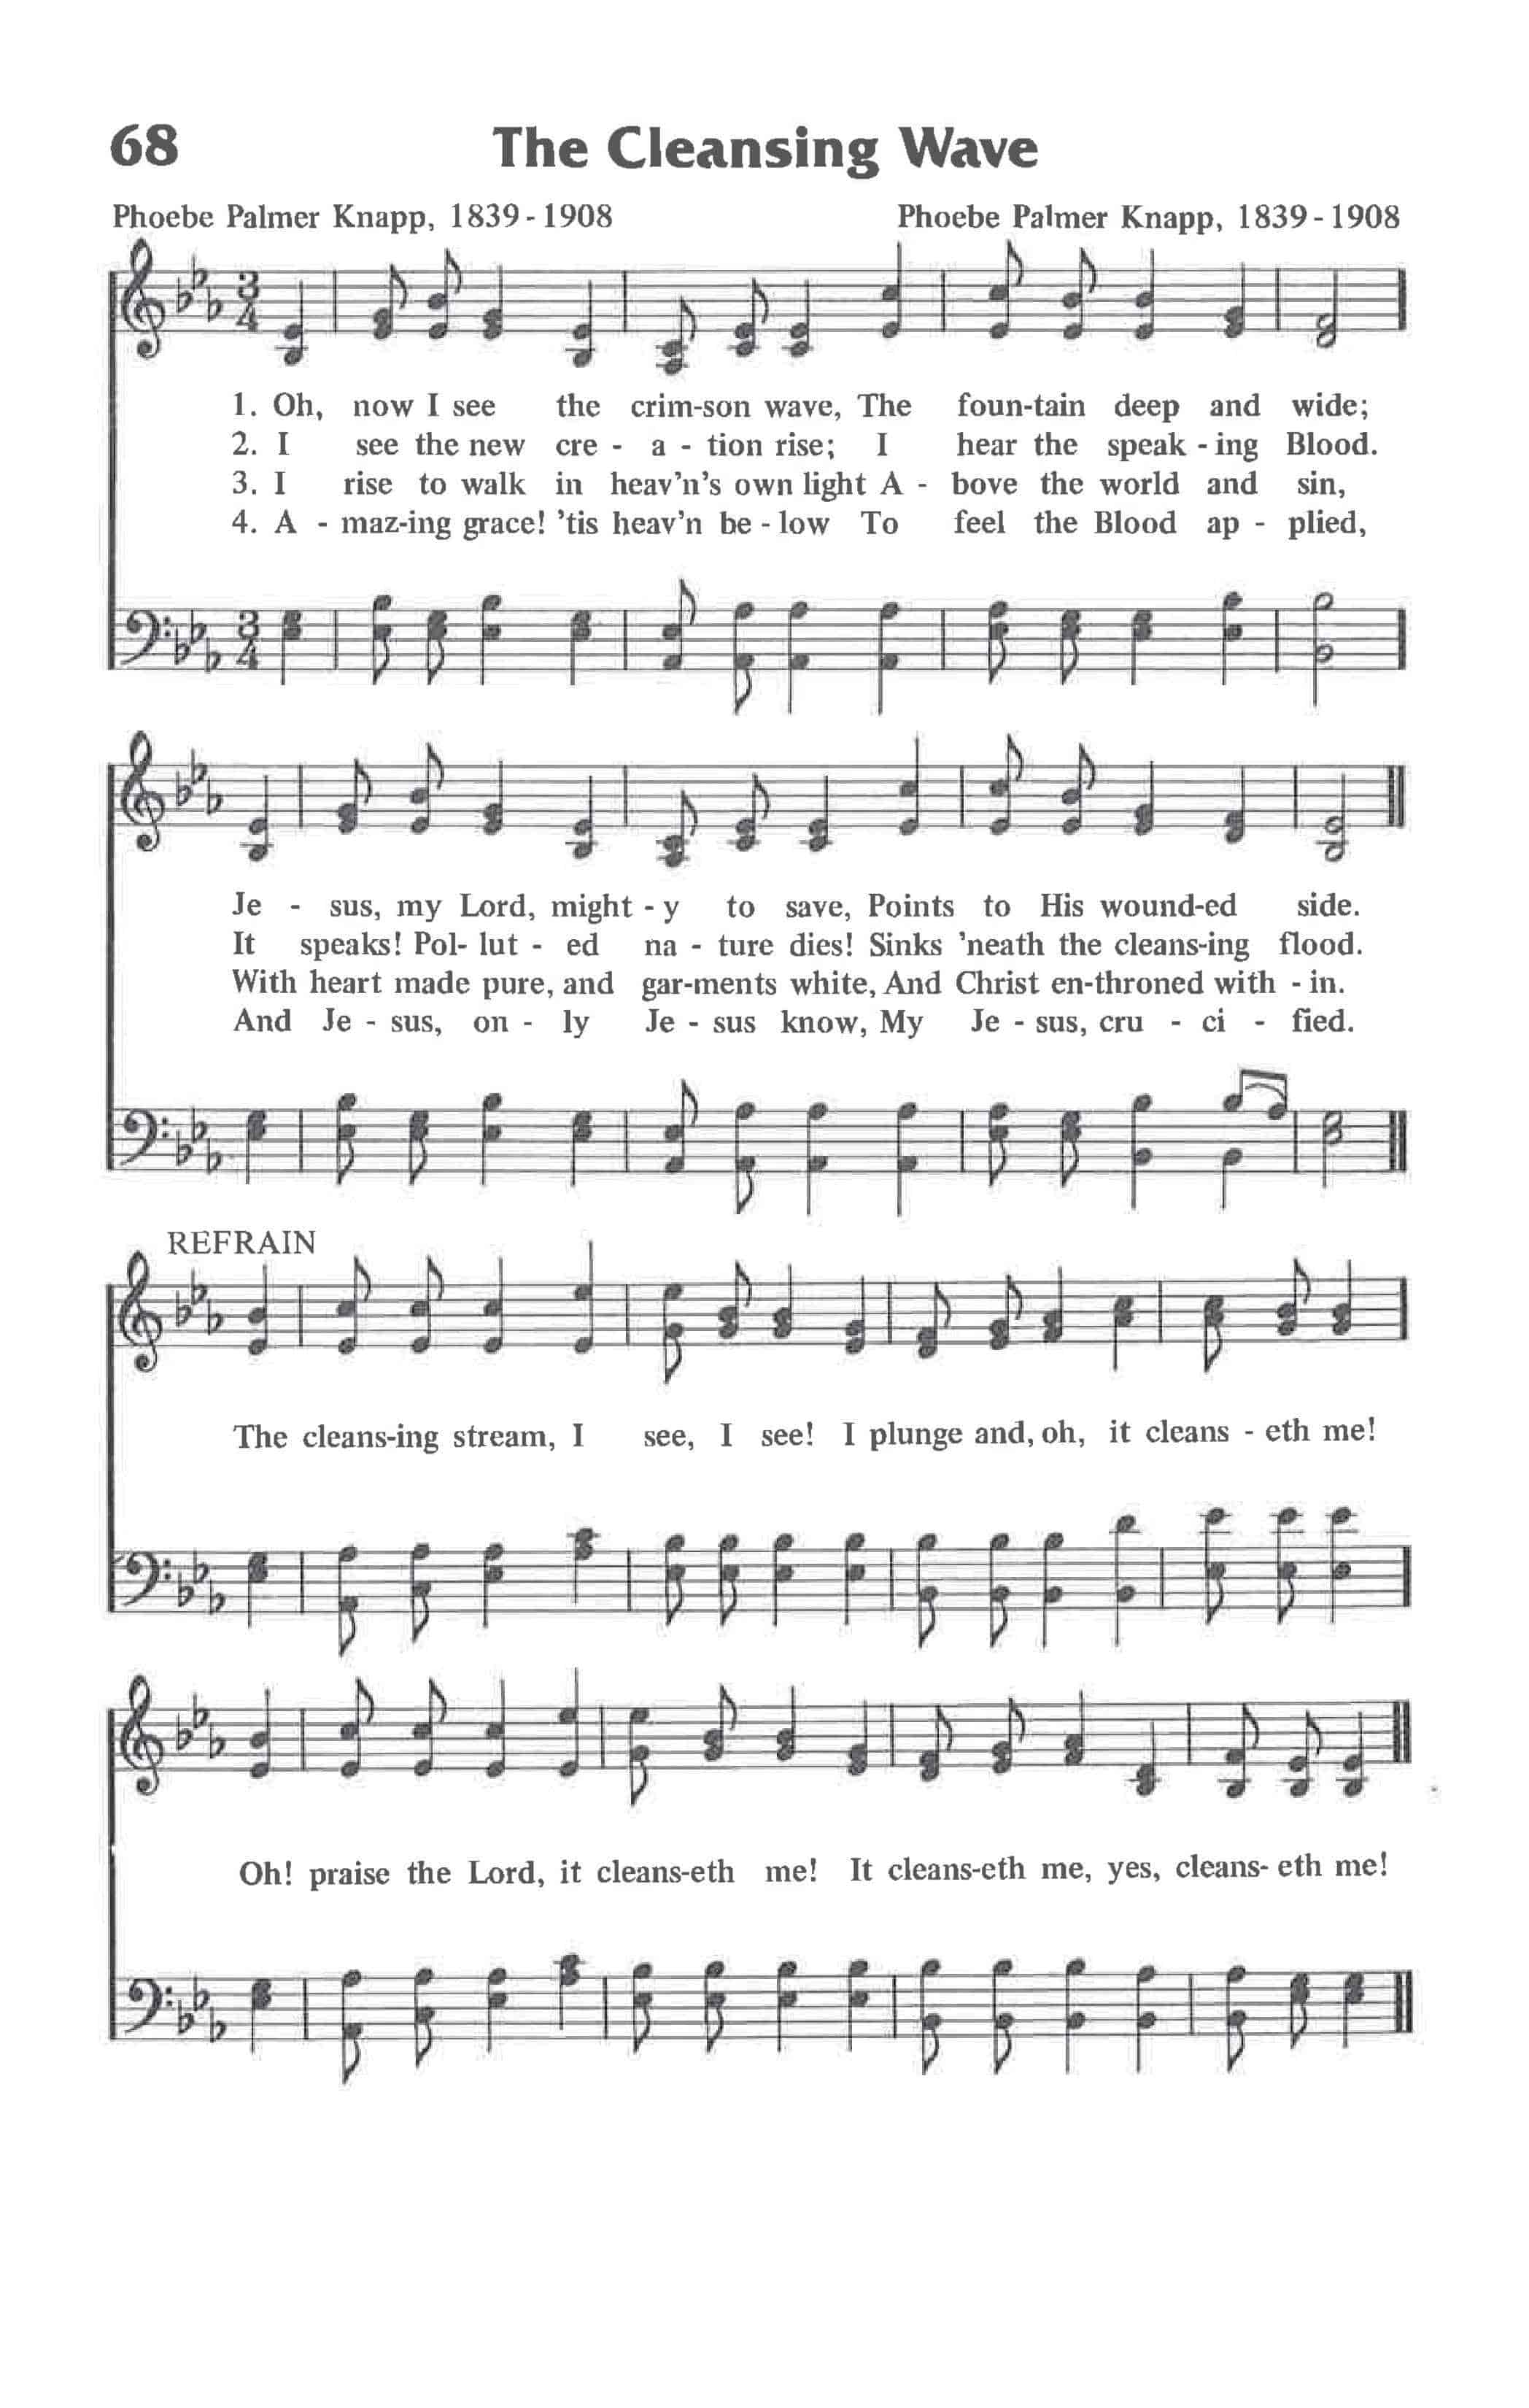 68 The Cleansing Wave
Phoebe Palmer Knapp, 1839-1908 Phoebe Palmer Knapp, 1839-1908
3 4
1. Oh, now I see the crim-son wave, The foun-tain deep and wide;
2. I see the new cre - a - tion rise; I hear the speak - ing Blood.
3. I rise to walk in heav'n's own light A - bove the world and sin,
4. A - maz-ing grace! 'tis heav'n be - low To feel the Blood ap - plied,
3 4
Je - sus, my Lord, might - y to save, Points to His wound-ed side.
It speaks! Pol- lut - ed na - ture dies! Sinks 'neath the cleans-ing flood.
With heart made pure, and gar-ments white, And Christ en-throned with - in.
And Je - sus, on - ly Je - sus know, My Je - sus, cru - ci - fied.
REFRAIN
The cleans-ing stream, I see, I see! I plunge and, oh, it cleans - eth me!
Oh! praise the Lord, it cleans-eth me! It cleans-eth me, yes, cleans- eth me!